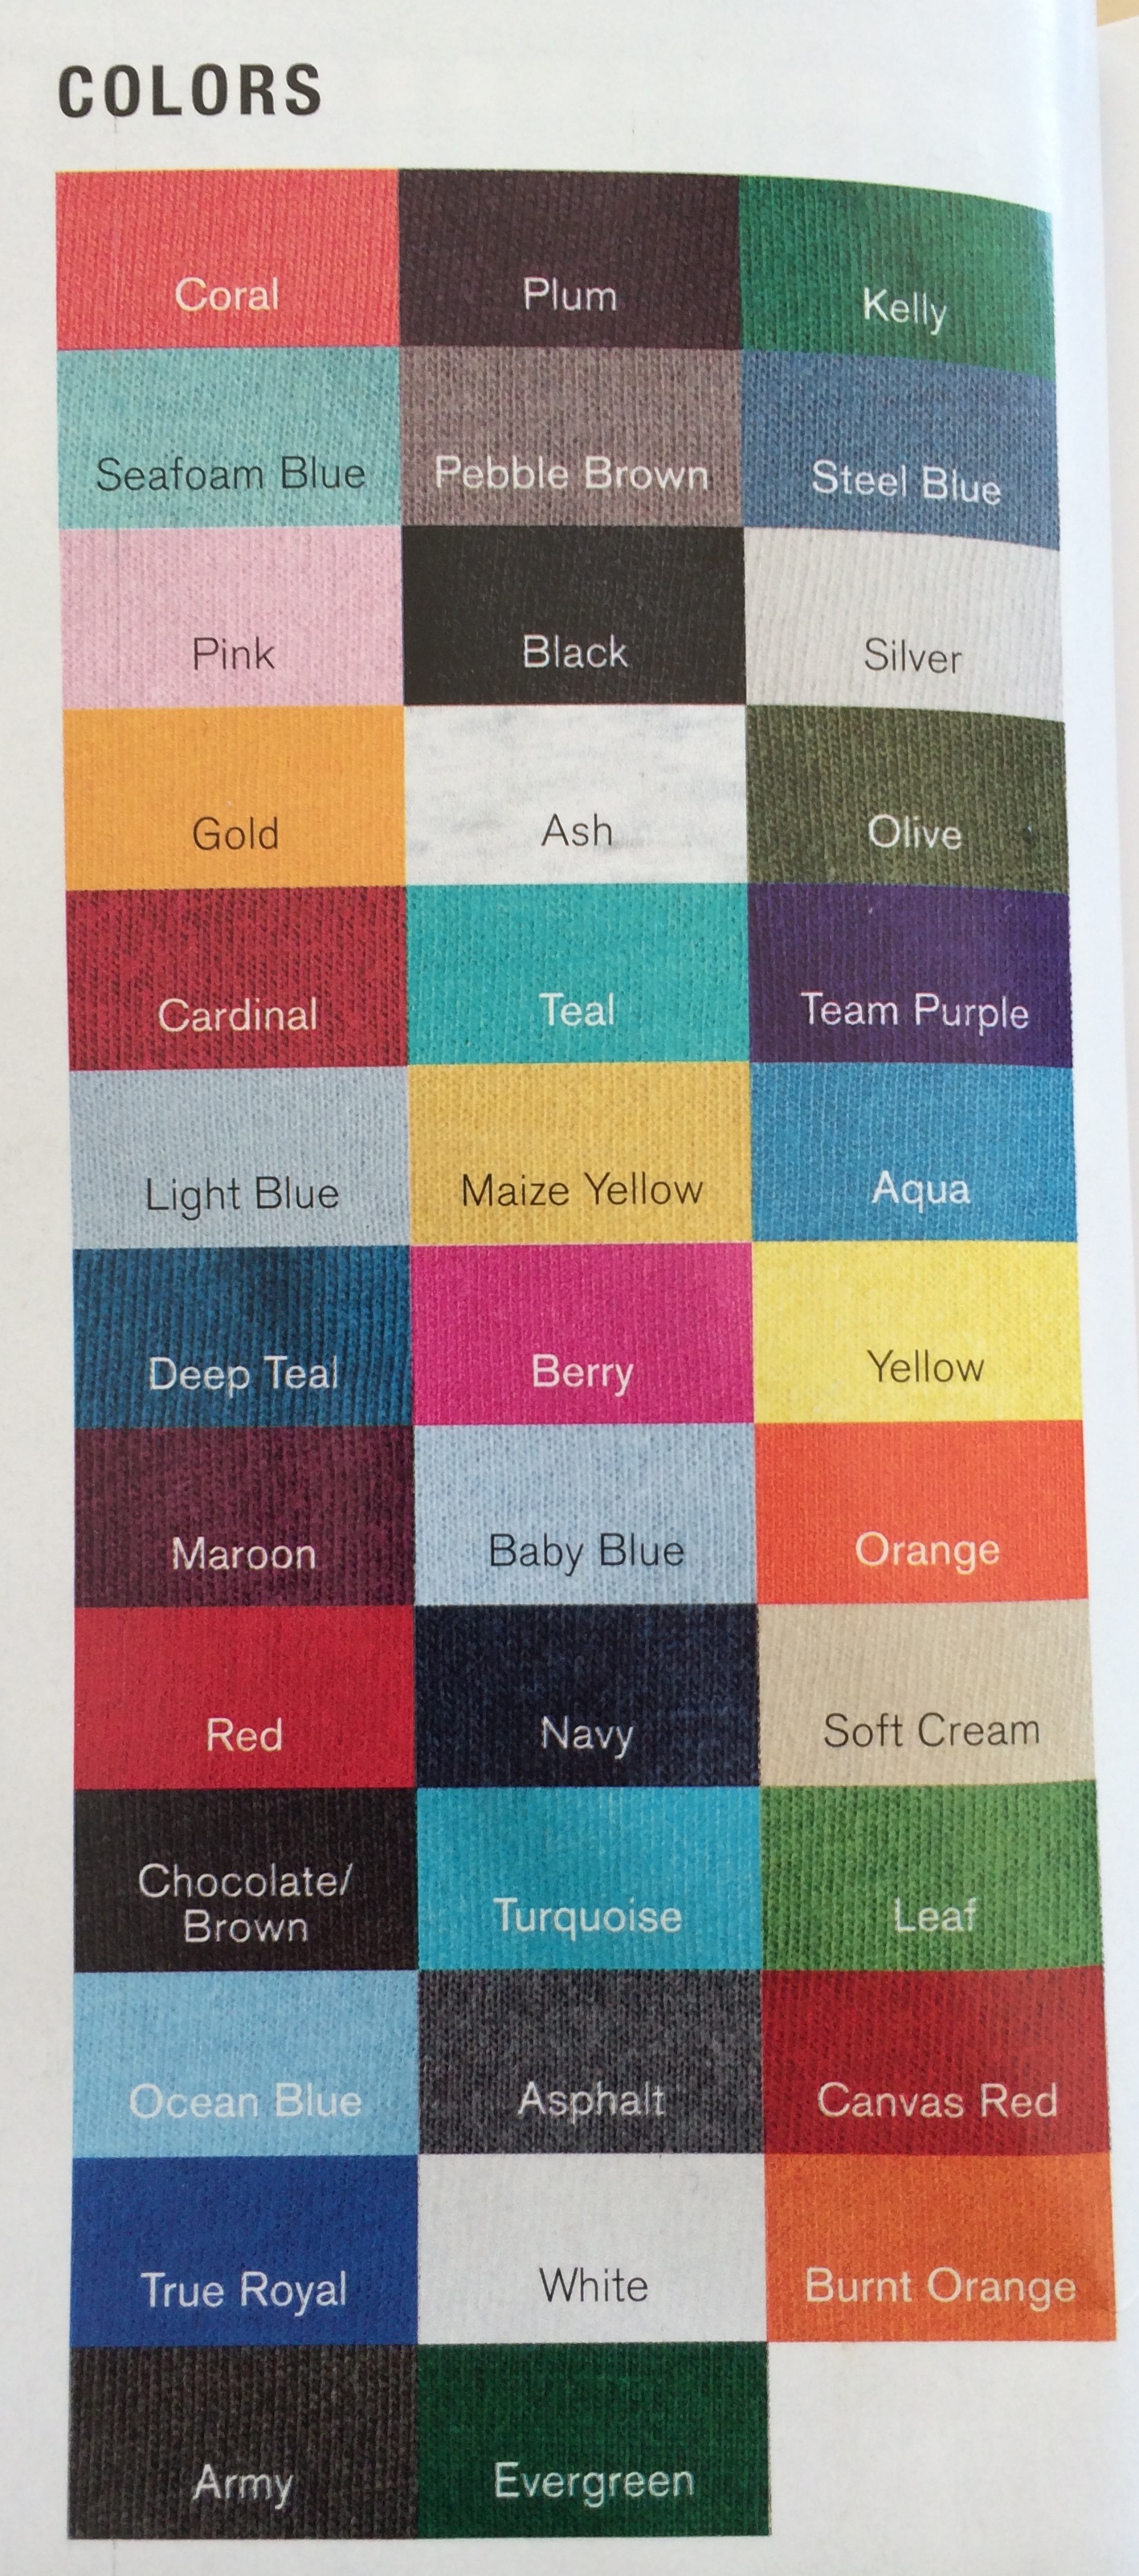 COLORS
Coral
Plum
Kelly
Seafoam Blue
Pebble Brown
Steel Blue
Pink
Black
Silver
Gold
Ash
Olive
Cardinal
Teal
Team Purple
Light Blue
Maize Yellow
Aqua
Deep Teal
Berry
Yellow
Maroon
Baby Blue
Orange
Red
Navy
Soft Cream
Chocolate/
Brown
Turquoise
Leaf
Ocean Blue
Asphalt
Canvas Red
True Royal
White
Burnt Orange
Army
Evergreen